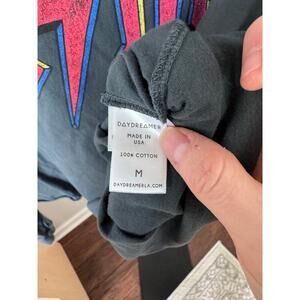 DAYDREAMER
MADE IN
USA
100% COTTON
M
DAYDREAMERLA.COM